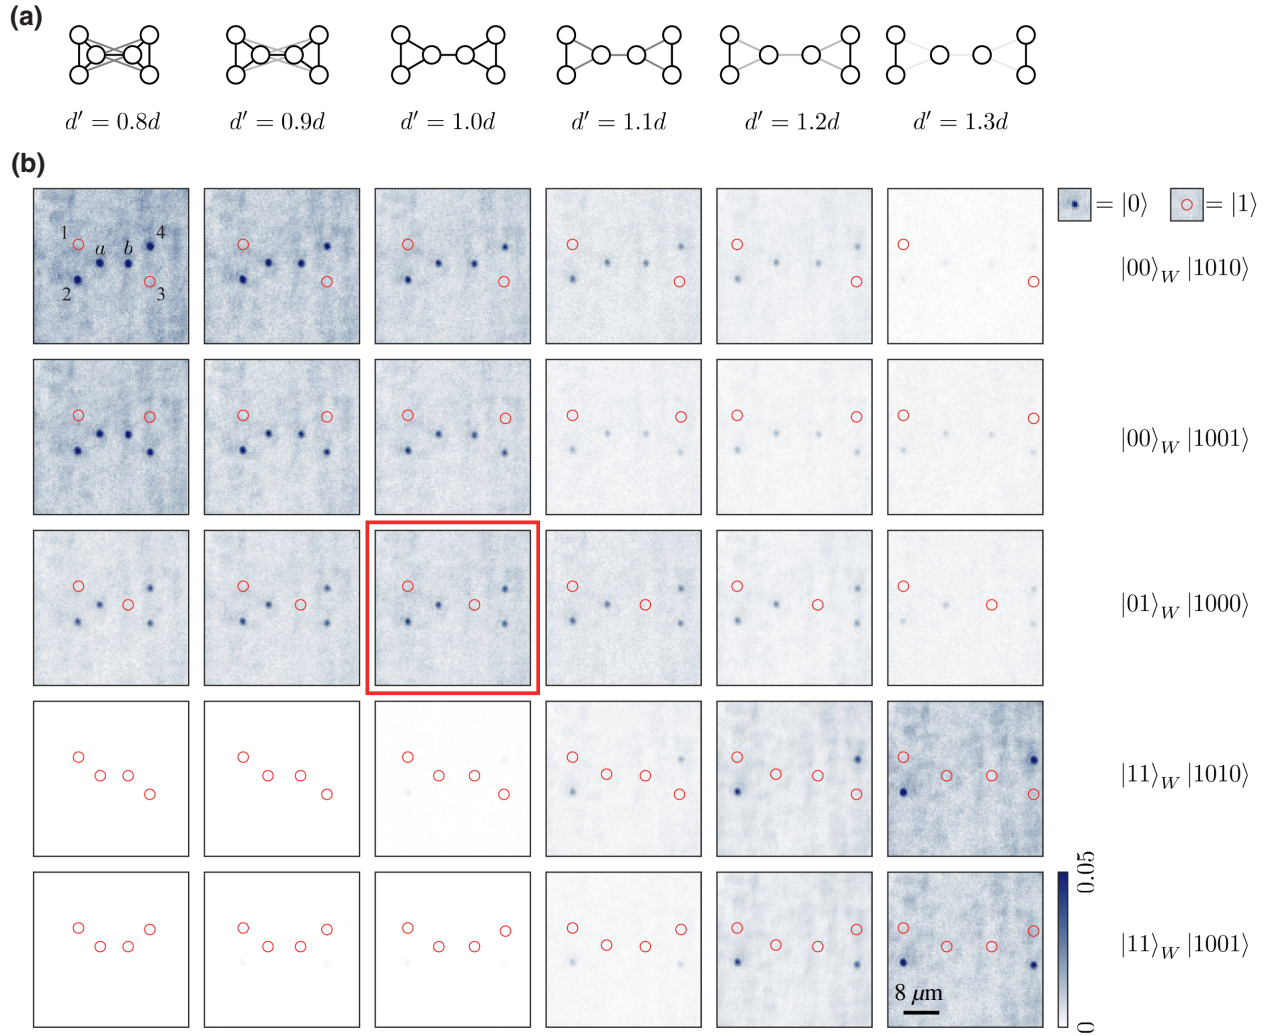 (a)
d′ = 0.8d d′ = 0.9d d′ = 1.0d d′ = 1.1d d′ = 1.2d d′ = 1.3d
(b)
= |0⟩ = |1⟩
1 a b 4
2 3
|00⟩W |1010⟩
|00⟩W |1001⟩
|01⟩W |1000⟩
|11⟩W |1010⟩
0.05
|11⟩W |1001⟩
8 μm
0